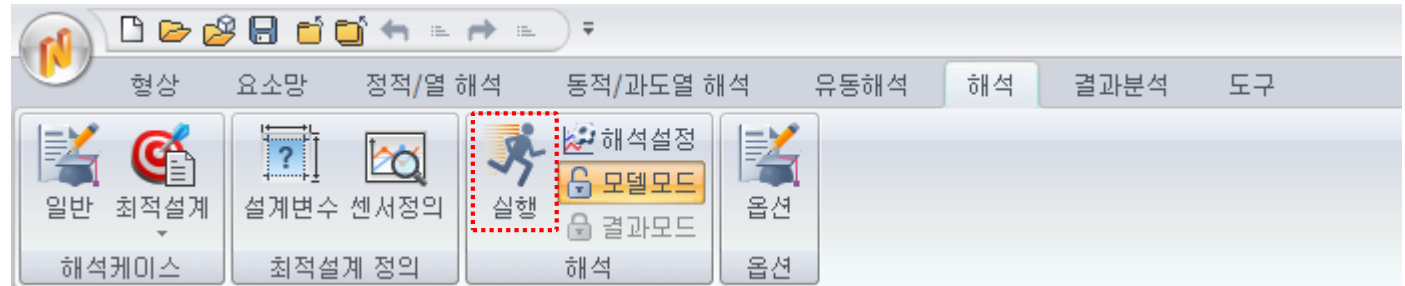 형상 요소망 정적/열 해석 동적/과도열 해석 유동해석 해석 결과분석 도구
일반 최적설계 설계변수 센서정의 실행 해석설정 옵션
모델모드
결과모드
해석케이스 최적설계 정의 해석 옵션